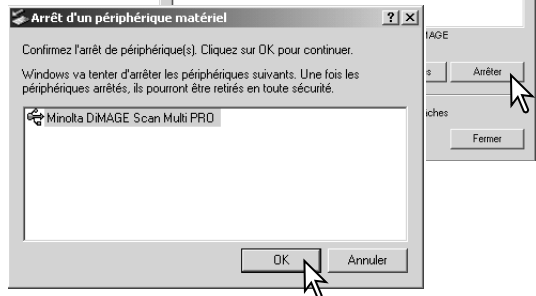 Arrêt d'un périphérique matériel
Confirmez l'arrêt de périphérique(s). Cliquez sur OK pour continuer.
Windows va tenter d'arrêter les périphériques suivants. Une fois les
périphériques arrêtés, ils pourront être retirés en toute sécurité.
Minolta DiMAGE Scan Multi PRO
OK
Annuler
Arrêter
Fermer